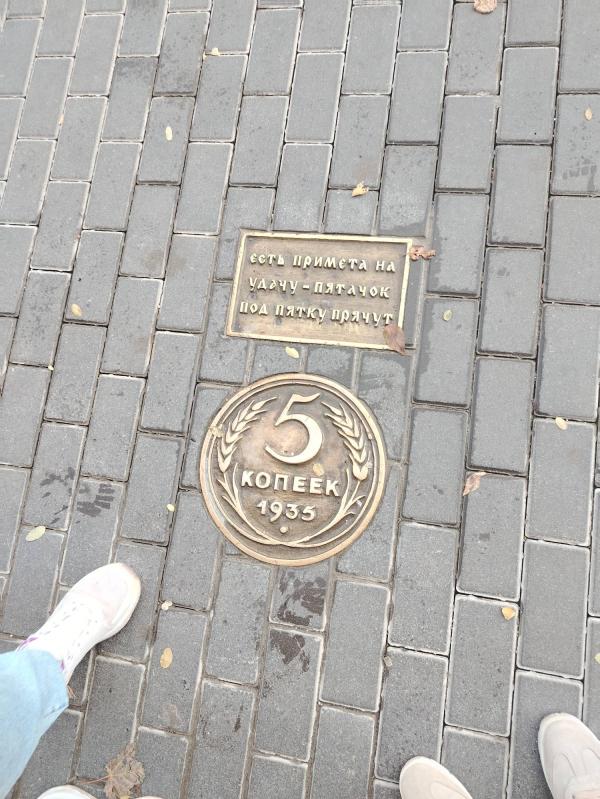 есть примета на
удачу - пятачок
под пятку прячут
5
КОПЕЕК
1935